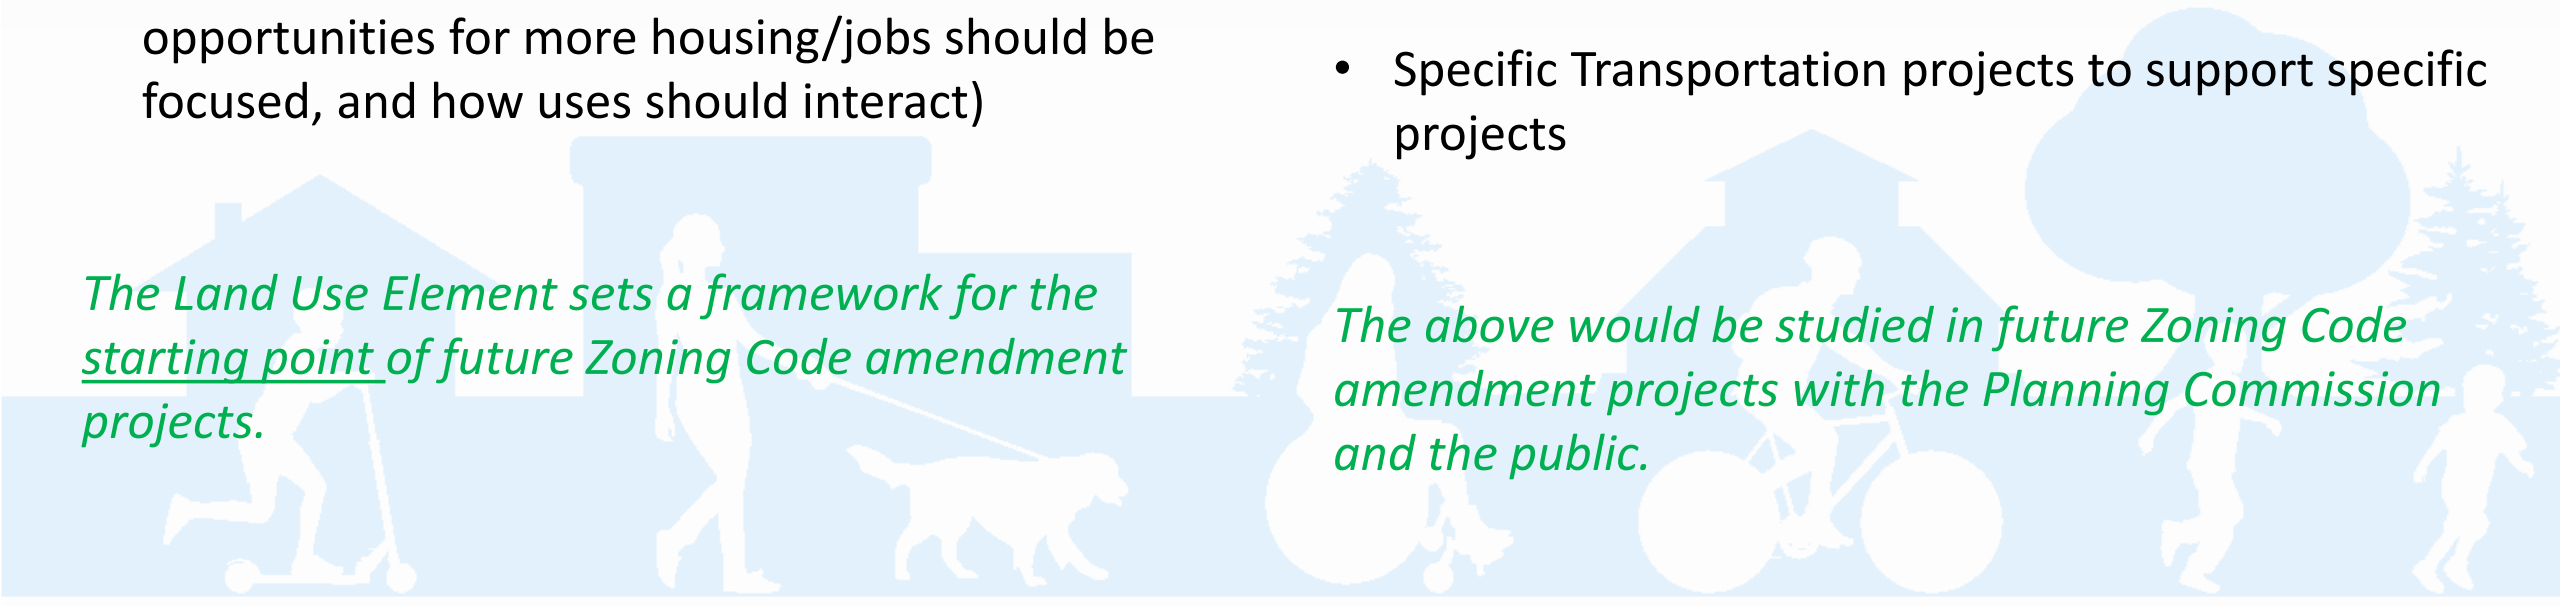 opportunities for more housing/jobs should be
focused, and how uses should interact)
The Land Use Element sets a framework for the
starting point of future Zoning Code amendment
projects.
• Specific Transportation projects to support specific
projects
The above would be studied in future Zoning Code
amendment projects with the Planning Commission
and the public.